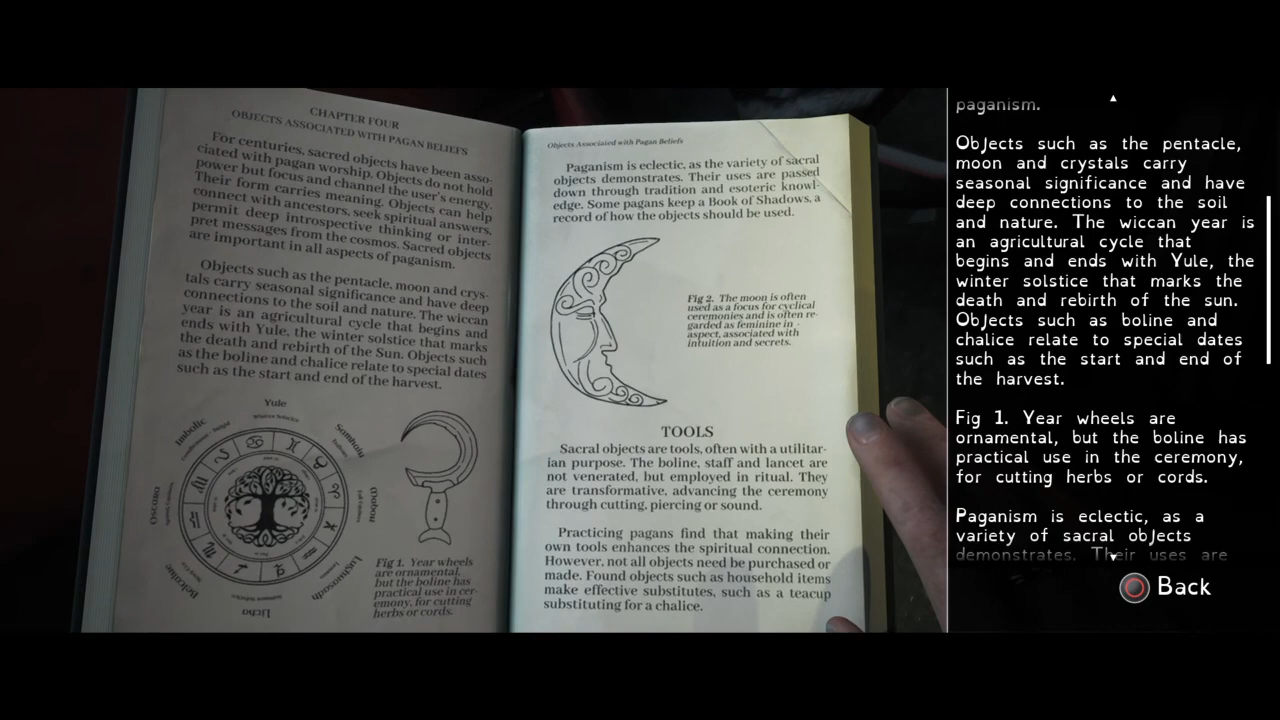 CHAPTER FOUR
OBJECTS ASSOCIATED WITH PAGAN BELIEFS
For centuries, sacred objects have been asso-
ciated with pagan worship. Objects do not hold
power but focus and channel the user's energy.
Their form carries meaning. Objects can help
connect with ancestors, seek spiritual answers,
permit deep introspective thinking or inter-
pret messages from the cosmos. Sacred objects
are important in all aspects of paganism.
Objects such as the pentacle, moon and crys-
tals carry seasonal significance and have deep
connections to the soil and nature. The wiccan
year is an agricultural cycle that begins and
ends with Yule, the winter solstice that marks
the death and rebirth of the Sun. Objects such
as the boline and chalice relate to special dates
such as the start and end of the harvest.
Yule
Imbolic
Samhain
Mabon
Lughnasadh
Litha
Ostara
Fig 1. Year wheels
are ornamental,
but the boline has
practical use in cer-
emony, for cutting
herbs or cords.
Objects Associated with Pagan Beliefs
Paganism is eclectic, as the variety of sacral
objects demonstrates. Their uses are passed
down through tradition and esoteric knowl-
edge. Some pagans keep a Book of Shadows, a
record of how the objects should be used.
Fig 2. The moon is often
used as a focus for cyclical
ceremonies and is often re-
garded as feminine in -
aspect, associated with
intuition and secrets.
TOOLS
Sacral objects are tools, often with a utilitar-
ian purpose. The boline, staff and lancet are
not venerated, but employed in ritual. They
are transformative, advancing the ceremony
through cutting, piercing or sound.
Practicing pagans find that making their
own tools enhances the spiritual connection.
However, not all objects need be purchased or
made. Found objects such as household items
make effective substitutes, such as a teacup
substituting for a chalice.
paganism.
Objects such as the pentacle,
moon and crystals carry
seasonal significance and have
deep connections to the soil
and nature. The wiccan year is
an agricultural cycle that
begins and ends with Yule, the
winter solstice that marks the
death and rebirth of the sun.
Objects such as boline and
chalice relate to special dates
such as the start and end of
the harvest.
Fig 1. Year wheels are
ornamental, but the boline has
practical use in the ceremony,
for cutting herbs or cords.
Paganism is eclectic, as a
variety of sacral objects
demonstrates. Their uses are
Back